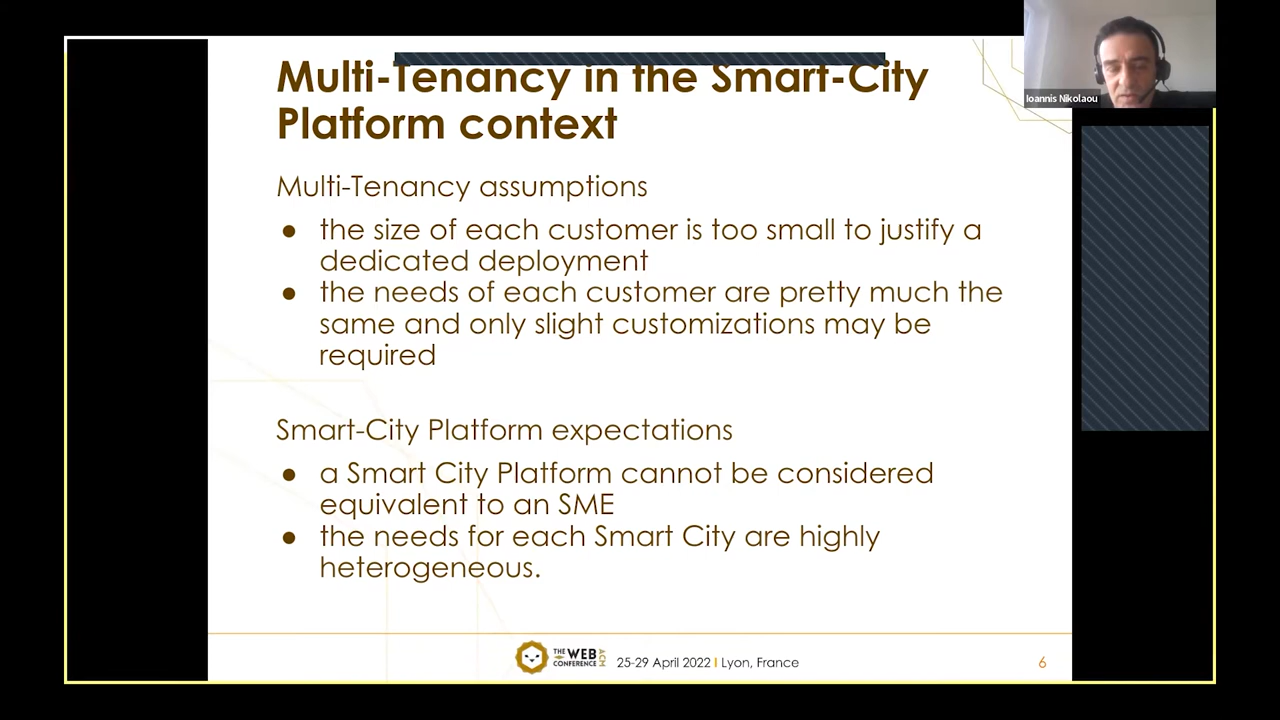 Multi-Tenancy in the Smart-City
Platform context
Ioannis Nikolaou
Multi-Tenancy assumptions
● the size of each customer is too small to justify a
dedicated deployment
● the needs of each customer are pretty much the
same and only slight customizations may be
required
Smart-City Platform expectations
● a Smart City Platform cannot be considered
equivalent to an SME
● the needs for each Smart City are highly
heterogeneous.
THE WEB
CONFERENCE
ACM
25-29 April 2022 | Lyon, France
6